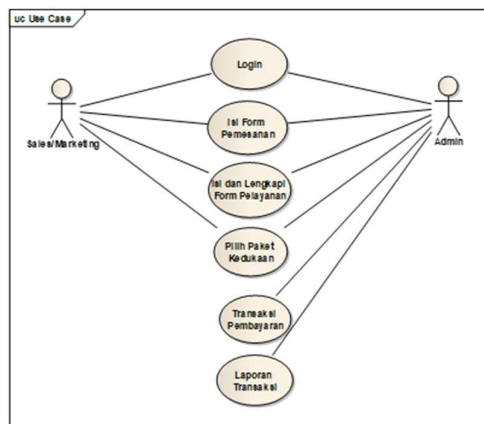 uc Use Case
Login
Sales/Marketing
Admin
Isi Form
Pemesanan
Isi dan Lengkapi
Form Pelayanan
Pilih Paket
Kedukaan
Transaksi
Pembayaran
Laporan
Transaksi